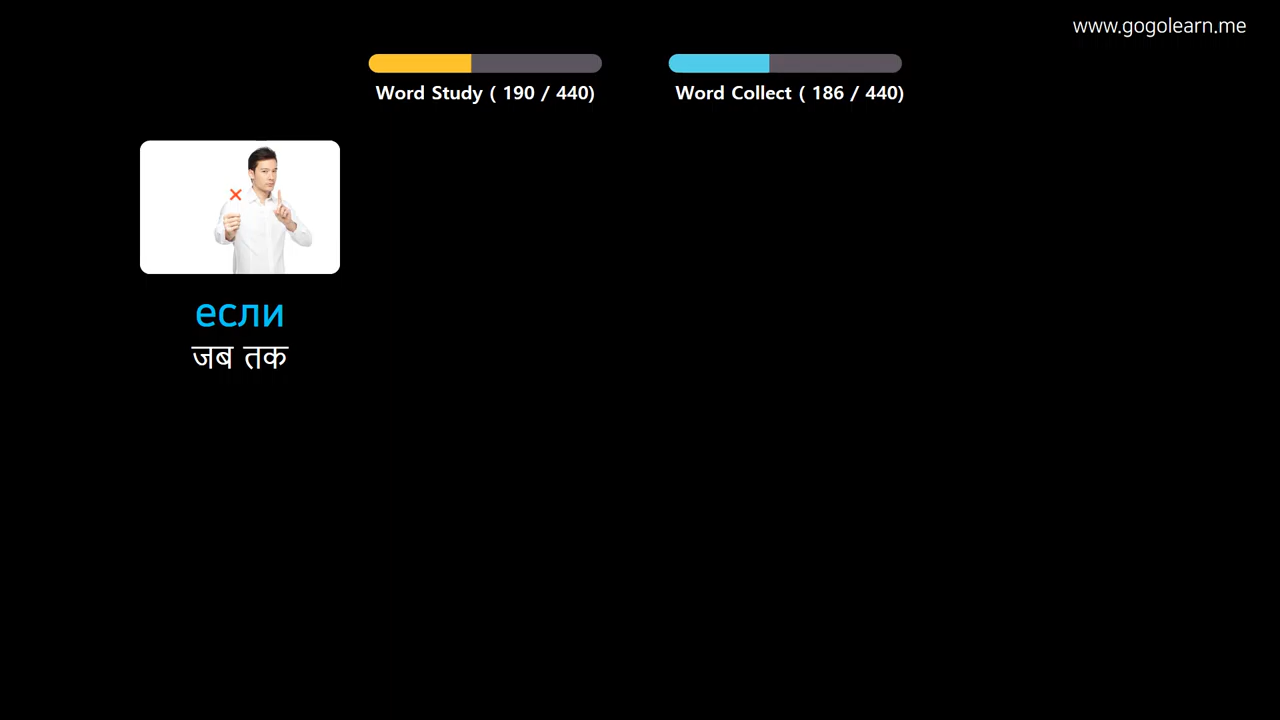 www.gogolearn.me
Word Study ( 190 / 440)
Word Collect ( 186 / 440)
если
जब तक